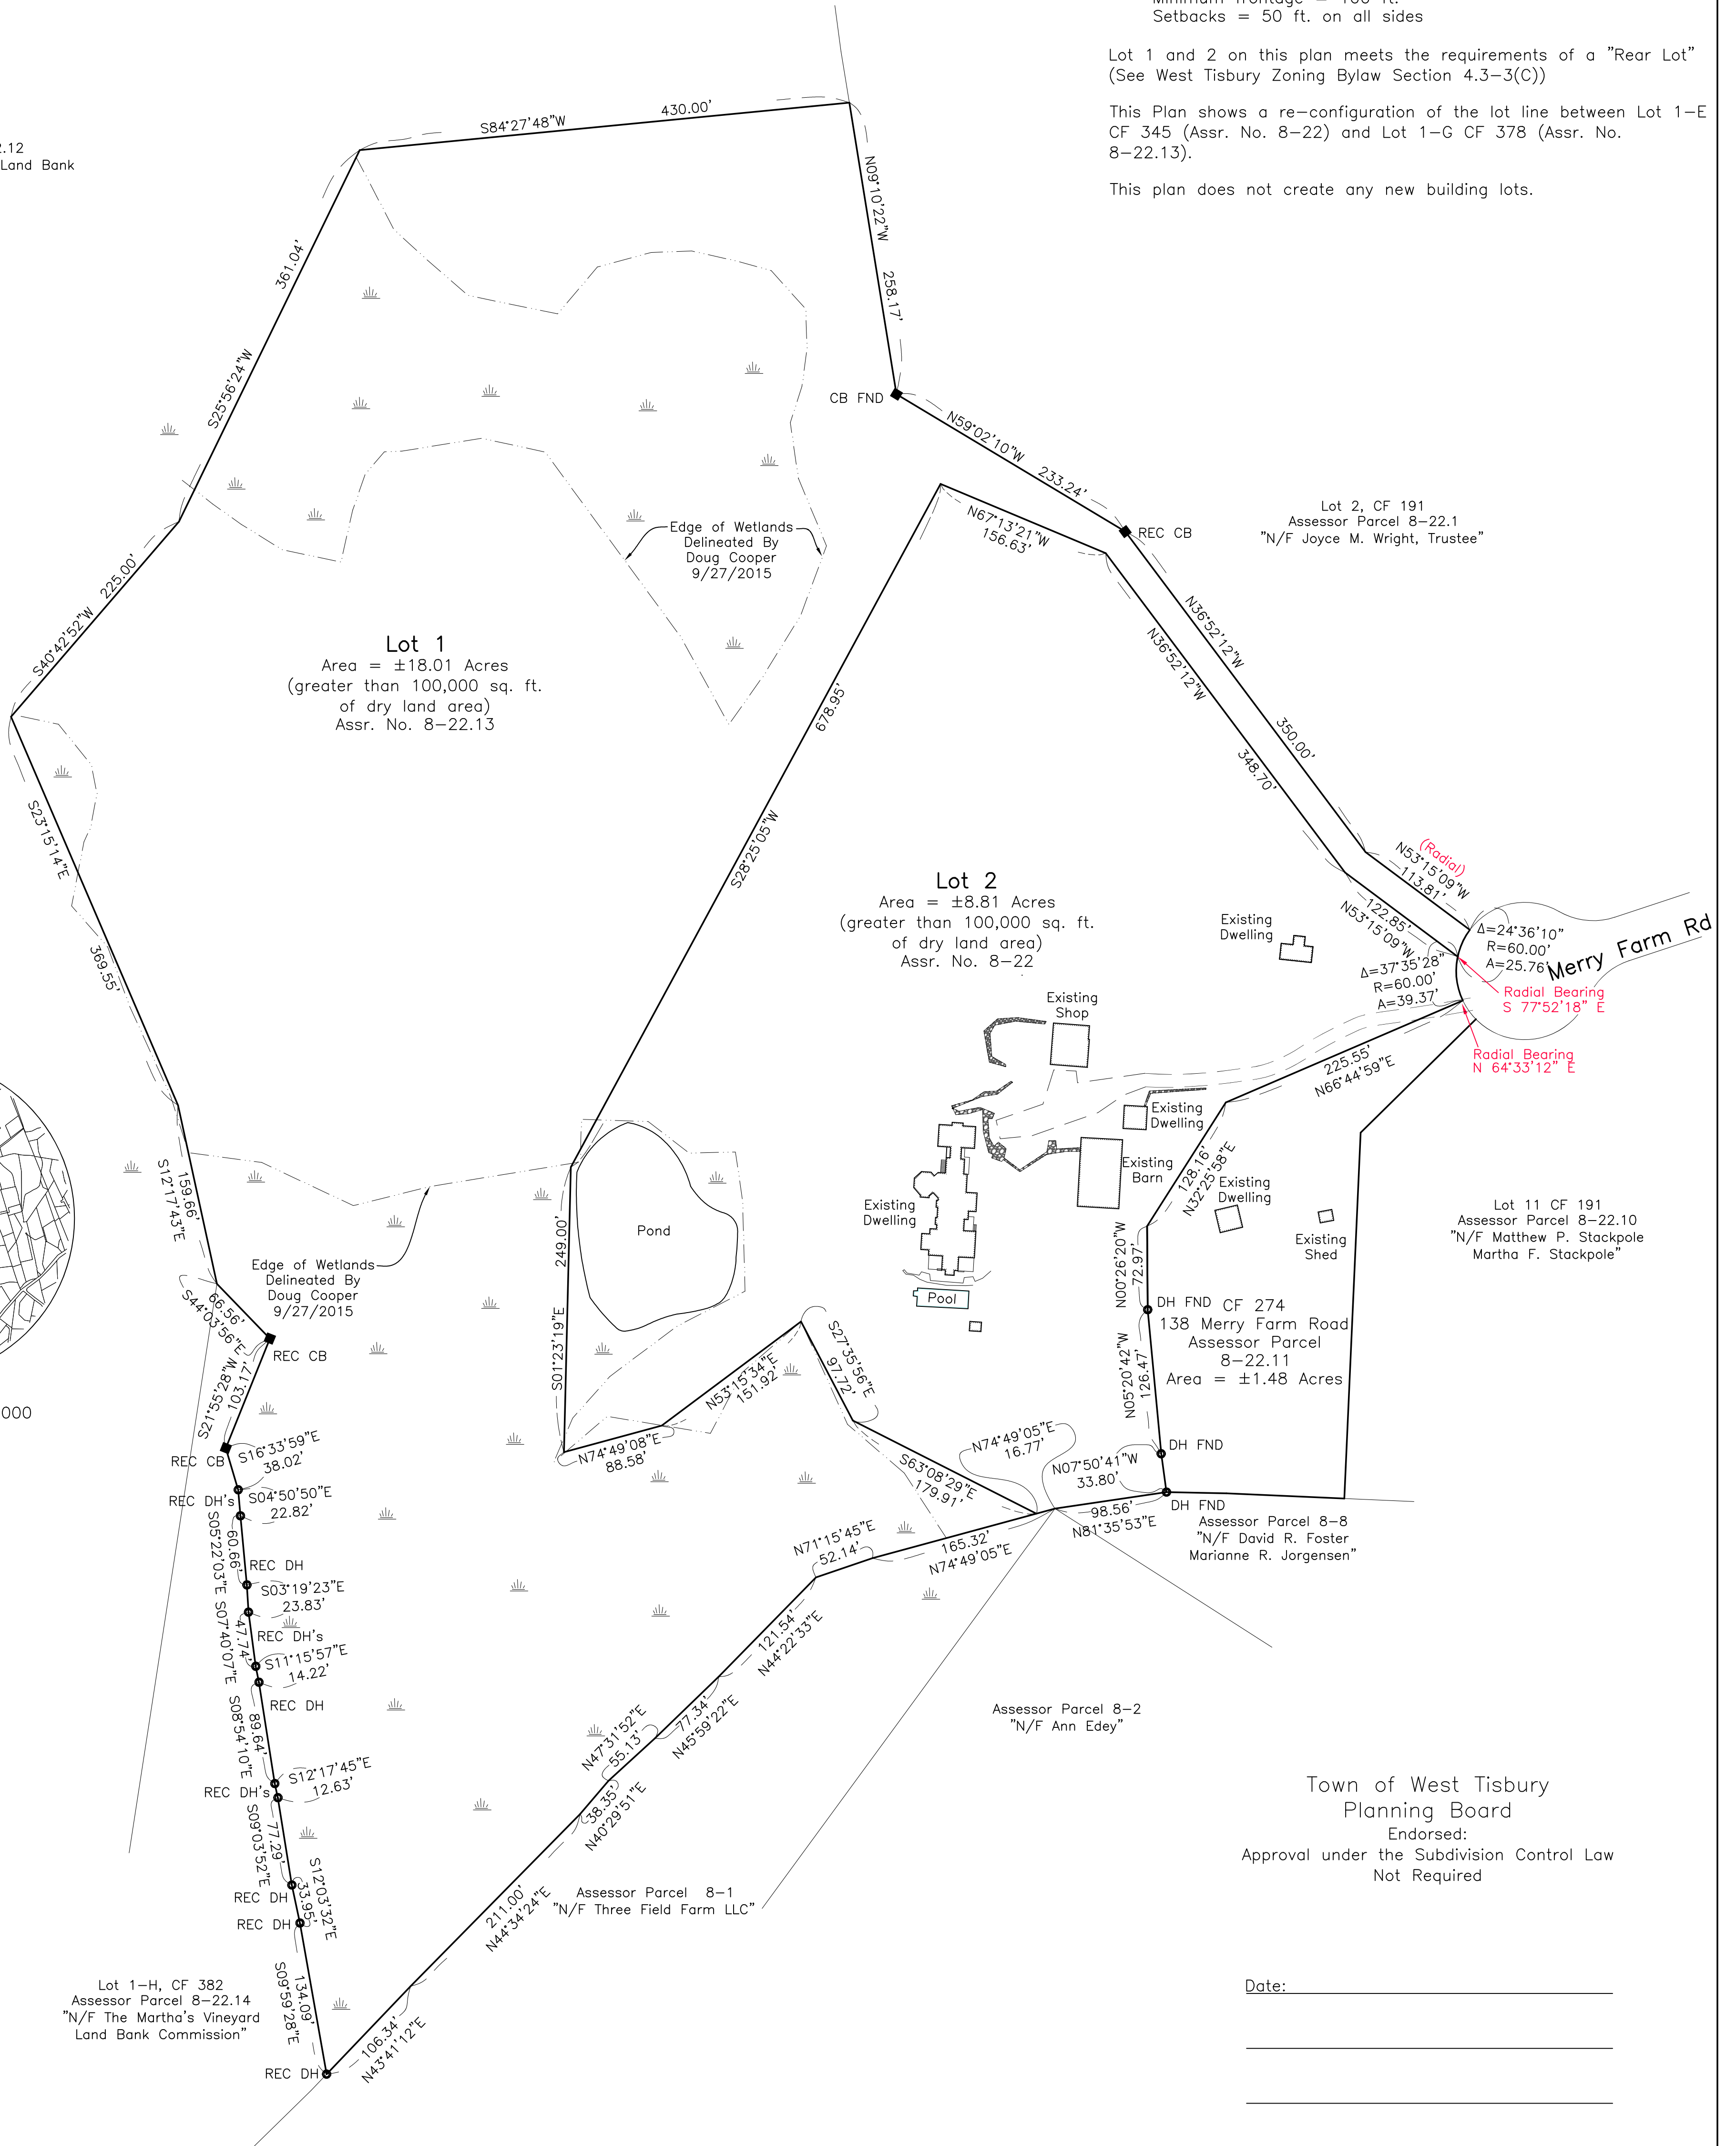 Setbacks = 50 ft. on all sides
Lot 1 and 2 on this plan meets the requirements of a "Rear Lot"
(See West Tisbury Zoning Bylaw Section 4.3-3(C))
This Plan shows a re-configuration of the lot line between Lot 1-E
CF 345 (Assr. No. 8-22) and Lot 1-G CF 378 (Assr. No.
8-22.13).
This plan does not create any new building lots.
Land Bank
S84°27'48"W
430.00'
N09°10'22"W
258.17'
361.04'
S25°56'24"W
CB FND
N59°02'10"W
233.24'
REC CB
Lot 2, CF 191
Assessor Parcel 8-22.1
"N/F Joyce M. Wright, Trustee"
N67°13'21"W
156.63'
Edge of Wetlands
Delineated By
Doug Cooper
9/27/2015
225.00'
S40°42'52"W
Lot 1
Area = ±18.01 Acres
(greater than 100,000 sq. ft.
of dry land area)
Assr. No. 8-22.13
N36°52'12"W
350.00'
N36°52'12"W
348.70'
678.95'
S28°25'05"W
S23°15'14"E
369.55'
Lot 2
Area = ±8.81 Acres
(greater than 100,000 sq. ft.
of dry land area)
Assr. No. 8-22
(Radial)
N53°15'09"W
113.81'
122.85'
N53°15'09"W
Existing
Dwelling
Δ=24°36'10"
R=60.00'
A=25.76'
Merry Farm Rd
Δ=37°35'28"
R=60.00'
A=39.37'
Radial Bearing
S 77°52'18" E
Radial Bearing
N 64°33'12" E
Existing
Shop
225.55'
N66°44'59"E
Existing
Dwelling
Existing
Barn
128.16'
N32°25'58"E
Existing
Dwelling
Existing
Dwelling
Existing
Shed
Lot 11 CF 191
Assessor Parcel 8-22.10
"N/F Matthew P. Stackpole
Martha F. Stackpole"
159.66'
S12°17'43"E
Pond
249.00'
S01°23'19"E
Edge of Wetlands
Delineated By
Doug Cooper
9/27/2015
Pool
N00°26'20"W
72.97'
DH FND
CF 274
138 Merry Farm Road
Assessor Parcel
8-22.11
Area = ±1.48 Acres
66.56'
S44°03'56"E
REC CB
S21°55'28"W
103.17'
N53°15'34"E
151.92'
S27°35'56"E
97.72'
N05°20'42"W
126.47'
000
REC CB
S16°33'59"E
38.02'
N74°49'08"E
88.58'
S63°08'29"E
179.91'
N74°49'05"E
16.77'
N07°50'41"W
33.80'
DH FND
DH FND
REC DH's
S04°50'50"E
22.82'
98.56'
N81°35'53"E
Assessor Parcel 8-8
"N/F David R. Foster
Marianne R. Jorgensen"
S05°22'03"E
60.66'
REC DH
N71°15'45"E
52.14'
165.32'
N74°49'05"E
S03°19'23"E
23.83'
47.74'
S07°40'07"E
REC DH's
S11°15'57"E
14.22'
REC DH
121.54'
N44°22'33"E
89.64'
S08°54'10"E
77.34'
N45°59'22"E
N47°31'52"E
55.13'
Assessor Parcel 8-2
"N/F Ann Edey"
REC DH's
S12°17'45"E
12.63'
38.35'
N40°29'51"E
77.29'
S09°03'52"E
Town of West Tisbury
Planning Board
Endorsed:
Approval under the Subdivision Control Law
Not Required
REC DH
S12°03'32"E
33.95'
REC DH
211.00'
N44°34'24"E
Assessor Parcel 8-1
"N/F Three Field Farm LLC"
134.09'
S09°59'28"E
Lot 1-H, CF 382
Assessor Parcel 8-22.14
"N/F The Martha's Vineyard
Land Bank Commission"
Date:
106.34'
N43°41'12"E
REC DH